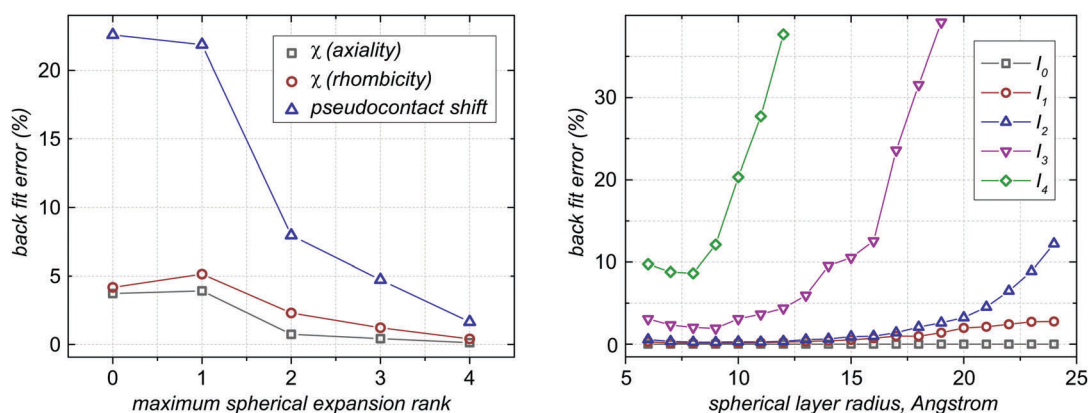 back fit error (%)
20
15
10
5
0
χ (axiality)
χ (rhombicity)
pseudocontact shift
0 1 2 3 4
maximum spherical expansion rank
back fit error (%)
30
20
10
0
I0
I1
I2
I3
I4
5 10 15 20 25
spherical layer radius, Angstrom